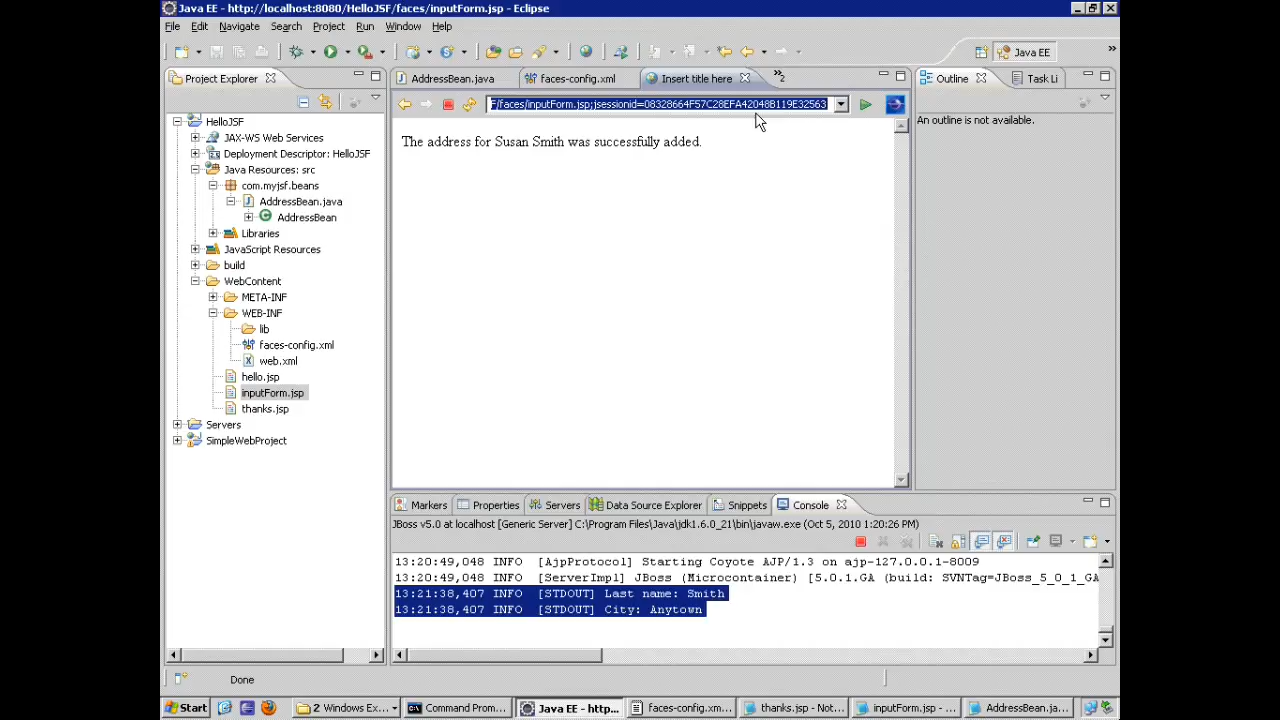 Java EE - http://localhost:8080/HelloJSF/faces/inputForm.jsp - Eclipse
File Edit Navigate Search Project Run Window Help
Java EE
Project Explorer
AddressBean.java
faces-config.xml
Insert title here
2
Outline
Task Li
F/faces/inputForm.jsp;jsessionid=08328664F57C28EFA42048B119E32563
An outline is not available.
The address for Susan Smith was successfully added.
HelloJSF
JAX-WS Web Services
Deployment Descriptor: HelloJSF
Java Resources: src
com.myjsf.beans
AddressBean.java
AddressBean
Libraries
JavaScript Resources
build
WebContent
META-INF
WEB-INF
lib
faces-config.xml
web.xml
hello.jsp
inputForm.jsp
thanks.jsp
Servers
SimpleWebProject
Markers Properties Servers Data Source Explorer Snippets Console
JBoss v5.0 at localhost [Generic Server] C:\Program Files\Java\jdk1.6.0_21\bin\javaw.exe (Oct 5, 2010 1:20:26 PM)
13:20:49,048 INFO [AjpProtocol] Starting Coyote AJP/1.3 on ajp-127.0.0.1-8009
13:20:49,048 INFO [ServerImpl] JBoss (Microcontainer) [5.0.1.GA (build: SVNTag=JBoss_5_0_1_GA
13:21:38,407 INFO [STDOUT] Last name: Smith
13:21:38,407 INFO [STDOUT] City: Anytown
Done
Start
2 Windows Ex...
Command Prom...
Java EE - http...
faces-config.xm...
thanks.jsp - Not...
inputForm.jsp - ...
AddressBean.ja...